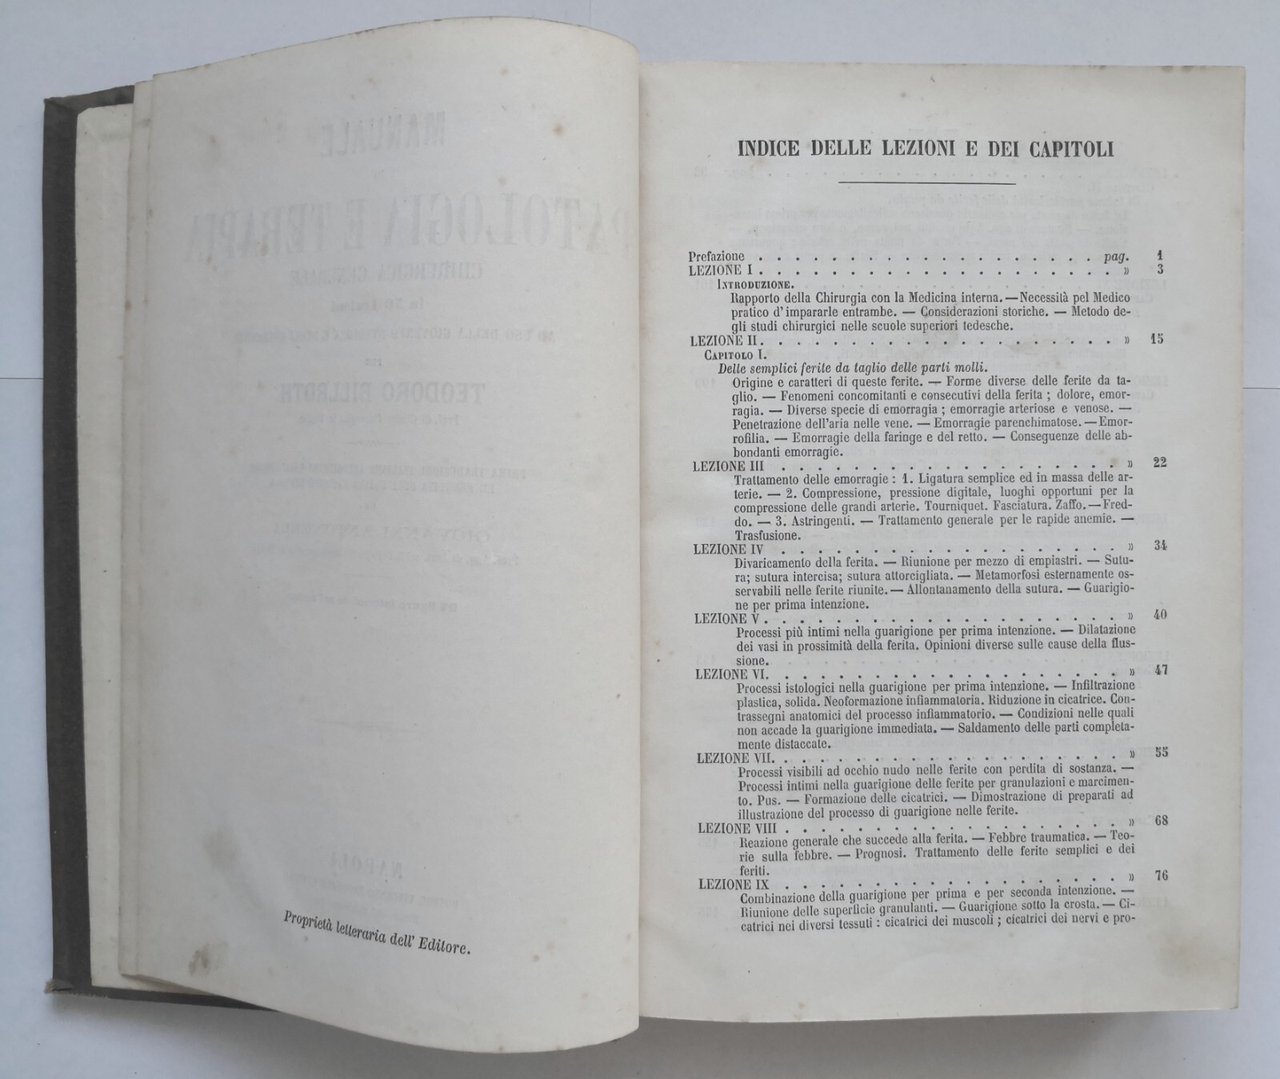 Proprietà letteraria dell' Editore.
INDICE DELLE LEZIONI E DEI CAPITOLI
Prefazione . . . . . . . . . . . . . . . . . . . . pag. 1
LEZIONE I . . . . . . . . . . . . . . . . . . . . » 3
INTRODUZIONE.
Rapporto della Chirurgia con la Medicina interna. — Necessità pel Medico
pratico d' impararle entrambe. — Considerazioni storiche. — Metodo de-
gli studi chirurgici nelle scuole superiori tedesche.
LEZIONE II . . . . . . . . . . . . . . . . . . . . » 15
CAPITOLO I.
Delle semplici ferite da taglio delle parti molli.
Origine e caratteri di queste ferite. — Forme diverse delle ferite da ta-
glio. — Fenomeni concomitanti e consecutivi della ferita ; dolore, emor-
ragia. — Diverse specie di emorragia ; emorragie arteriose e venose. —
Penetrazione dell'aria nelle vene. — Emorragie parenchimatose. — Emor-
rofilia. — Emorragie della faringe e del retto. — Conseguenze delle ab-
bondanti emorragie.
LEZIONE III . . . . . . . . . . . . . . . . . . . . » 22
Trattamento delle emorragie : 1. Ligatura semplice ed in massa delle ar-
terie. — 2. Compressione, pressione digitale, luoghi opportuni per la
compressione delle grandi arterie. Tourniquet. Fasciatura. Zaffo. — Fred-
do. — 3. Astringenti. — Trattamento generale per le rapide anemie. —
Trasfusione.
LEZIONE IV . . . . . . . . . . . . . . . . . . . . » 34
Divaricamento della ferita. — Riunione per mezzo di empiastri. — Sutu-
ra; sutura intercisa; sutura attorcigliata. — Metamorfosi esternamente os-
servabili nelle ferite riunite. — Allontanamento della sutura. — Guarigio-
ne per prima intenzione.
LEZIONE V . . . . . . . . . . . . . . . . . . . . » 40
Processi più intimi nella guarigione per prima intenzione. — Dilatazione
dei vasi in prossimità della ferita. Opinioni diverse sulle cause della flus-
sione.
LEZIONE VI. . . . . . . . . . . . . . . . . . . . » 47
Processi istologici nella guarigione per prima intenzione. — Infiltrazione
plastica, solida. Neoformazione infiammatoria. Riduzione in cicatrice. Con-
trassegni anatomici del processo infiammatorio. — Condizioni nelle quali
non accade la guarigione immediata. — Saldamento delle parti completa-
mente distaccate.
LEZIONE VII. . . . . . . . . . . . . . . . . . . . » 55
Processi visibili ad occhio nudo nelle ferite con perdita di sostanza. —
Processi intimi nella guarigione delle ferite per granulazioni e marcimen-
to. Pus. — Formazione delle cicatrici. — Dimostrazione di preparati ad
illustrazione del processo di guarigione nelle ferite.
LEZIONE VIII . . . . . . . . . . . . . . . . . . . . » 68
Reazione generale che succede alla ferita. — Febbre traumatica. — Teo-
rie sulla febbre. — Prognosi. Trattamento delle ferite semplici e dei
feriti.
LEZIONE IX . . . . . . . . . . . . . . . . . . . . » 76
Combinazione della guarigione per prima e per seconda intenzione. —
Riunione delle superficie granulanti. — Guarigione sotto la crosta. — Ci-
catrici nei diversi tessuti : cicatrici dei muscoli ; cicatrici dei nervi e pro-